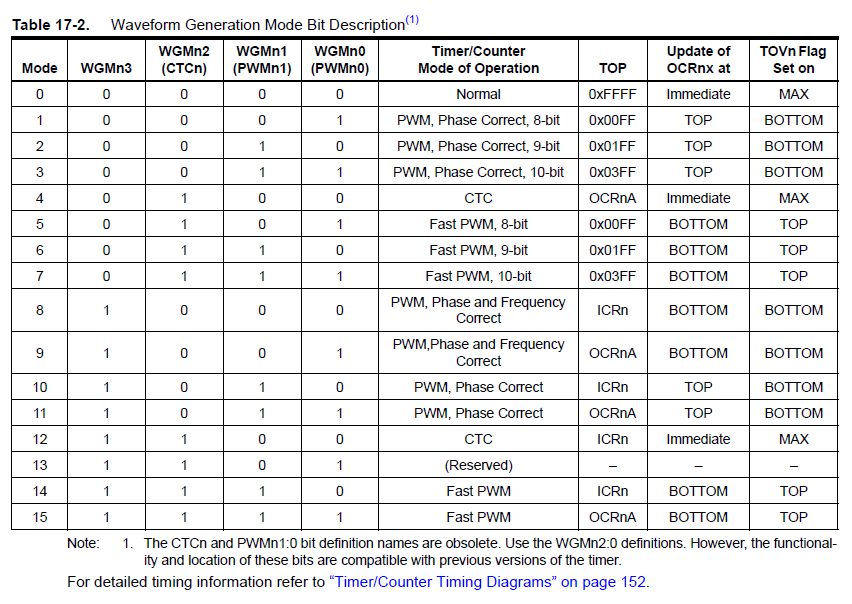 Table 17-2. Waveform Generation Mode Bit Description(1)
Mode WGMn3 WGMn2 (CTCn) WGMn1 (PWMn1) WGMn0 (PWMn0) Timer/Counter Mode of Operation TOP Update of OCRnx at TOVn Flag Set on
0 0 0 0 0 Normal 0xFFFF Immediate MAX
1 0 0 0 1 PWM, Phase Correct, 8-bit 0x00FF TOP BOTTOM
2 0 0 1 0 PWM, Phase Correct, 9-bit 0x01FF TOP BOTTOM
3 0 0 1 1 PWM, Phase Correct, 10-bit 0x03FF TOP BOTTOM
4 0 1 0 0 CTC OCRnA Immediate MAX
5 0 1 0 1 Fast PWM, 8-bit 0x00FF BOTTOM TOP
6 0 1 1 0 Fast PWM, 9-bit 0x01FF BOTTOM TOP
7 0 1 1 1 Fast PWM, 10-bit 0x03FF BOTTOM TOP
8 1 0 0 0 PWM, Phase and Frequency Correct ICRn BOTTOM BOTTOM
9 1 0 0 1 PWM,Phase and Frequency Correct OCRnA BOTTOM BOTTOM
10 1 0 1 0 PWM, Phase Correct ICRn TOP BOTTOM
11 1 0 1 1 PWM, Phase Correct OCRnA TOP BOTTOM
12 1 1 0 0 CTC ICRn Immediate MAX
13 1 1 0 1 (Reserved) – – –
14 1 1 1 0 Fast PWM ICRn BOTTOM TOP
15 1 1 1 1 Fast PWM OCRnA BOTTOM TOP
Note: 1. The CTCn and PWMn1:0 bit definition names are obsolete. Use the WGMn2:0 definitions. However, the functional-
ity and location of these bits are compatible with previous versions of the timer.
For detailed timing information refer to “Timer/Counter Timing Diagrams” on page 152.